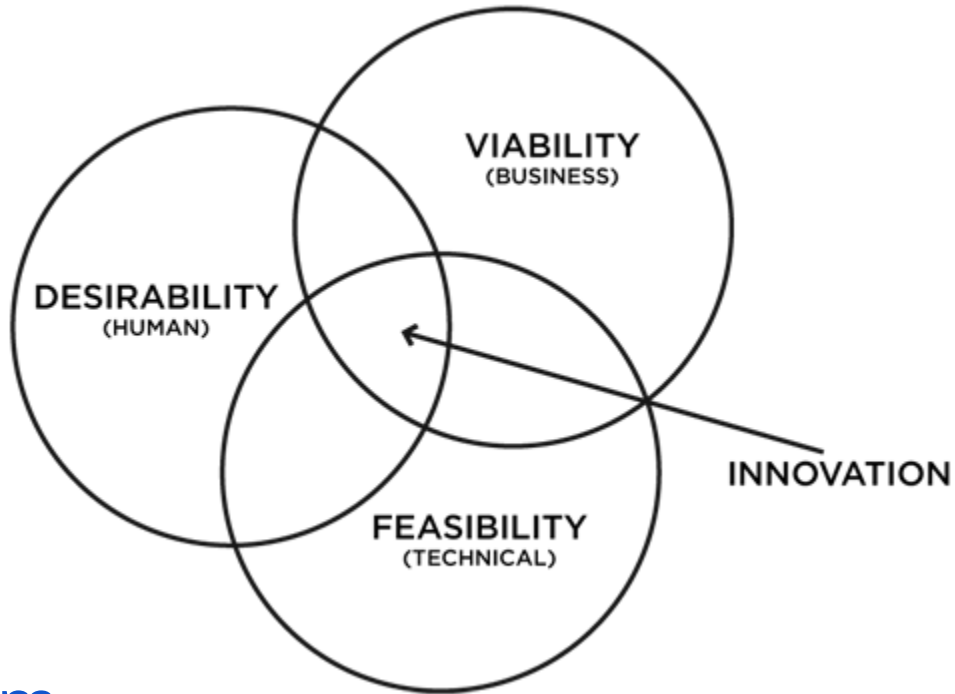 VIABILITY
(BUSINESS)
DESIRABILITY
(HUMAN)
INNOVATION
FEASIBILITY
(TECHNICAL)